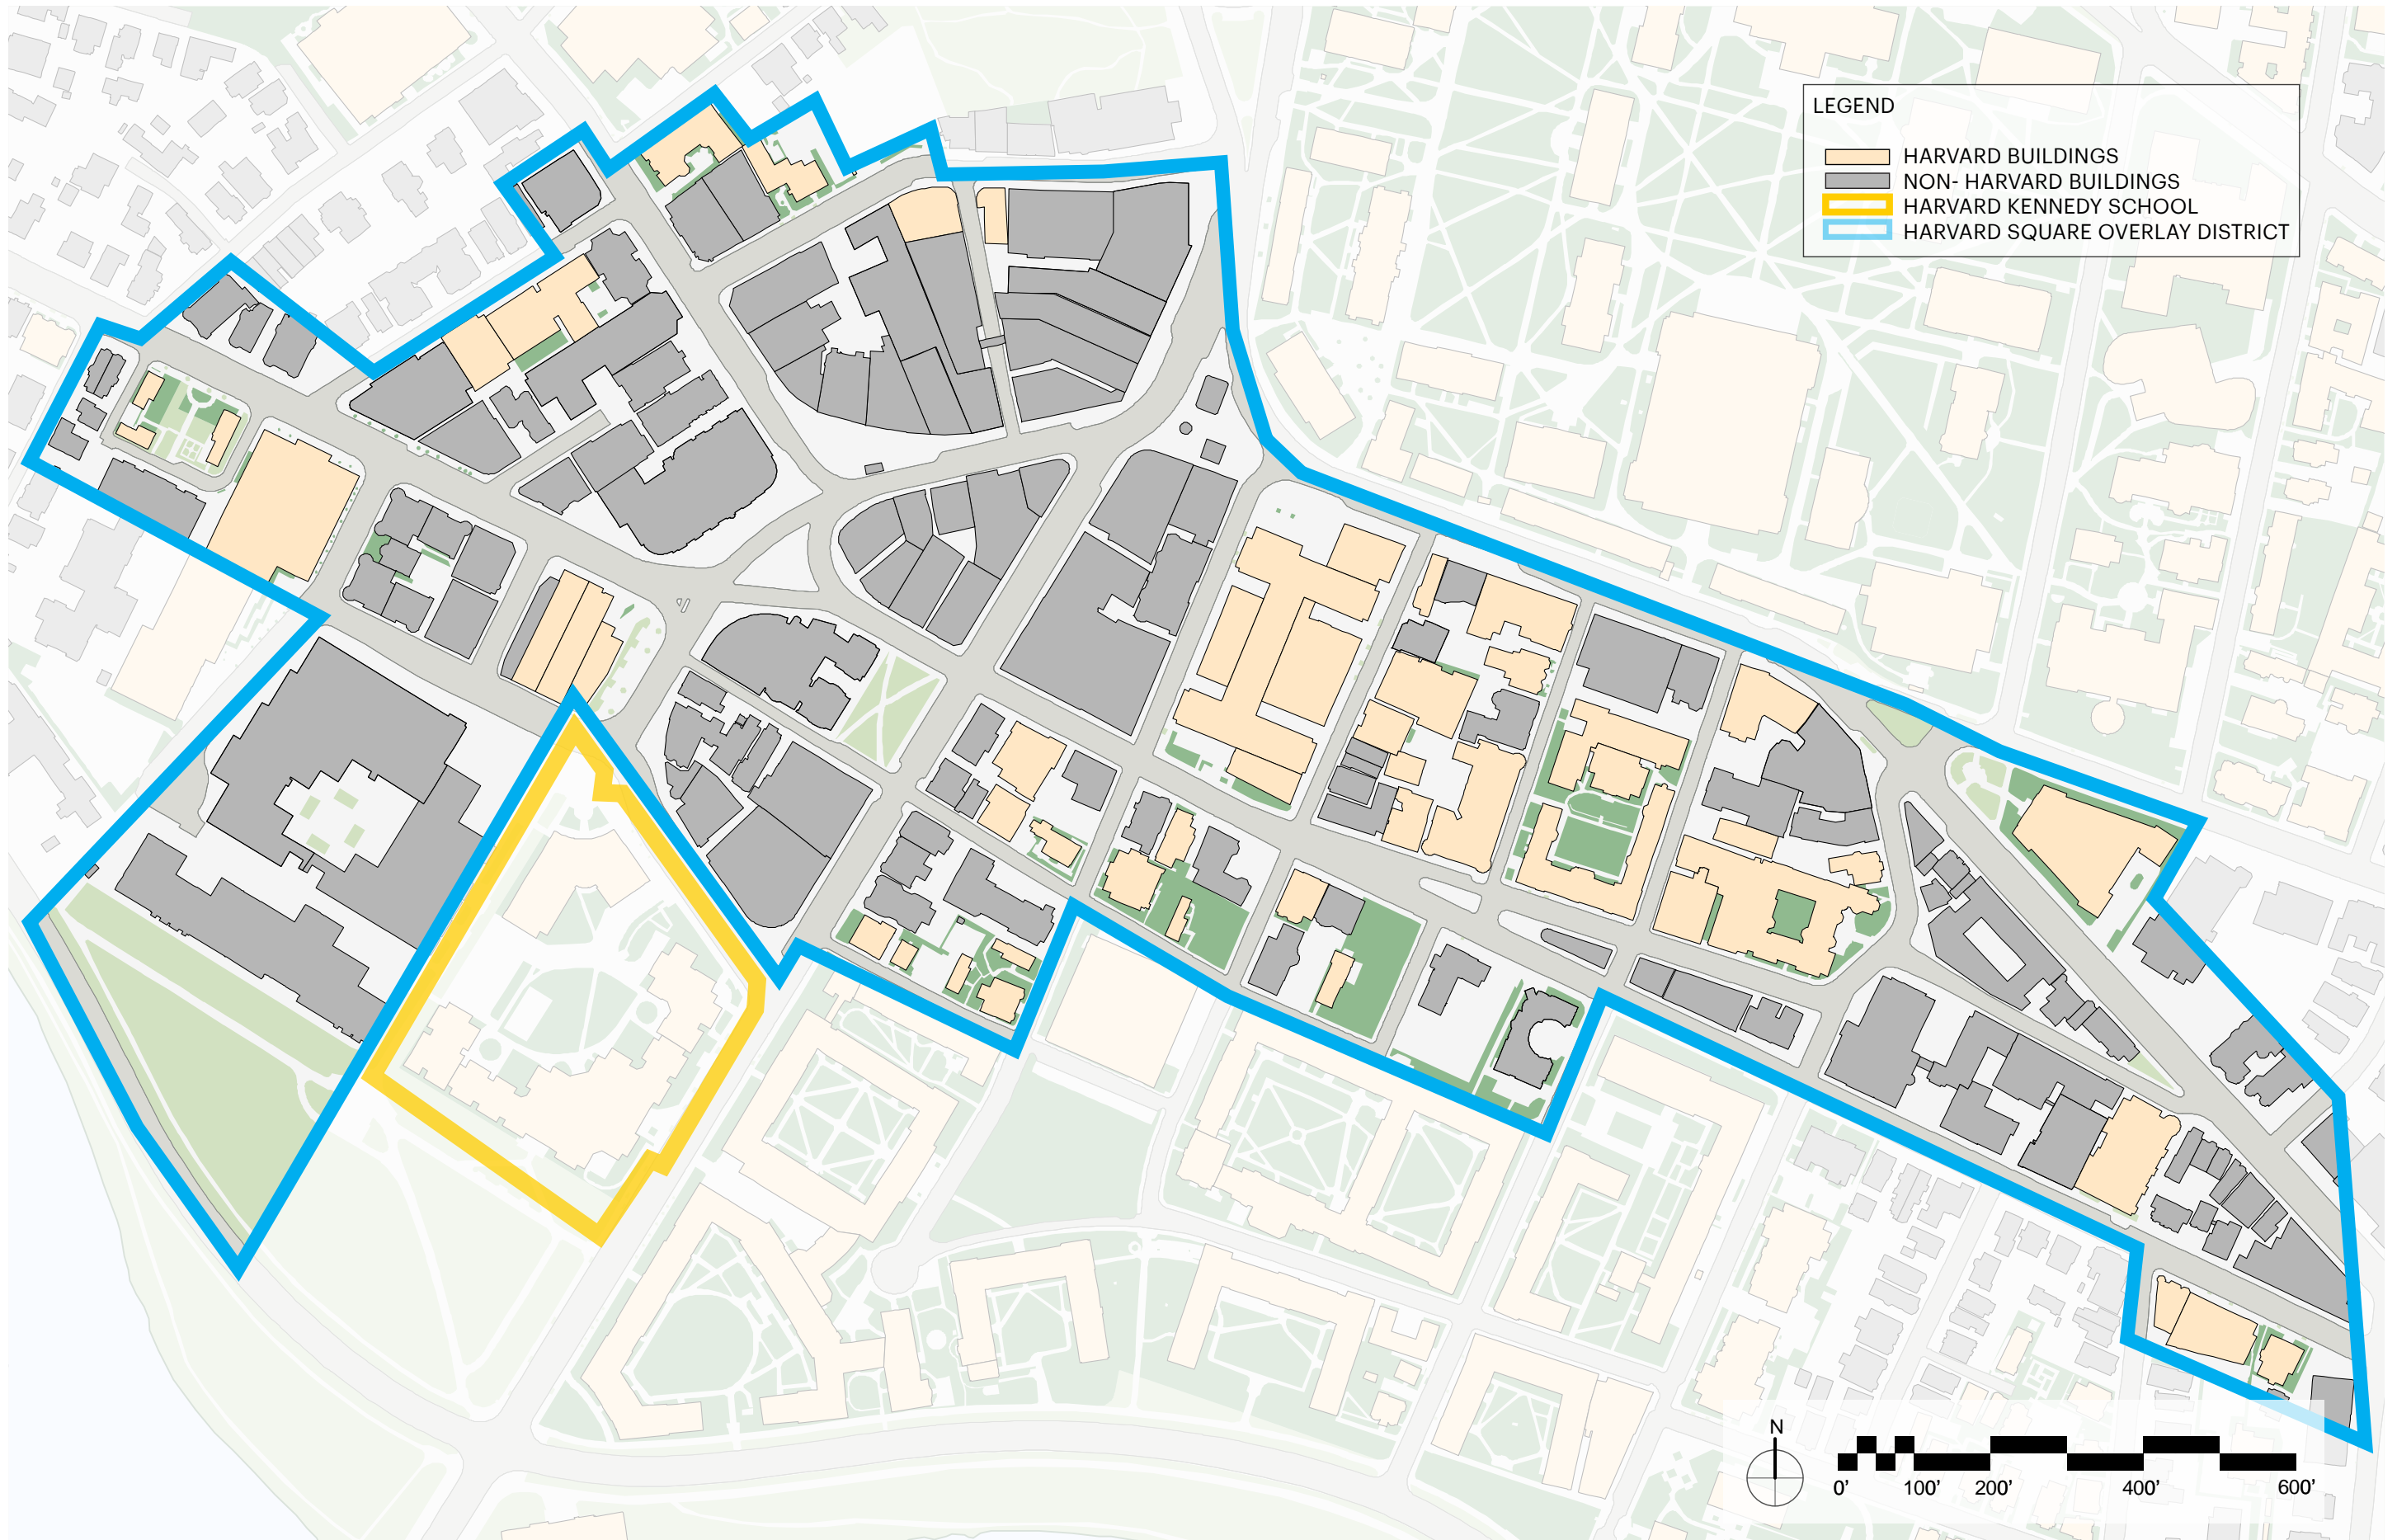 LEGEND
HARVARD BUILDINGS
NON- HARVARD BUILDINGS
HARVARD KENNEDY SCHOOL
HARVARD SQUARE OVERLAY DISTRICT
N
0’ 100’ 200’ 400’ 600’